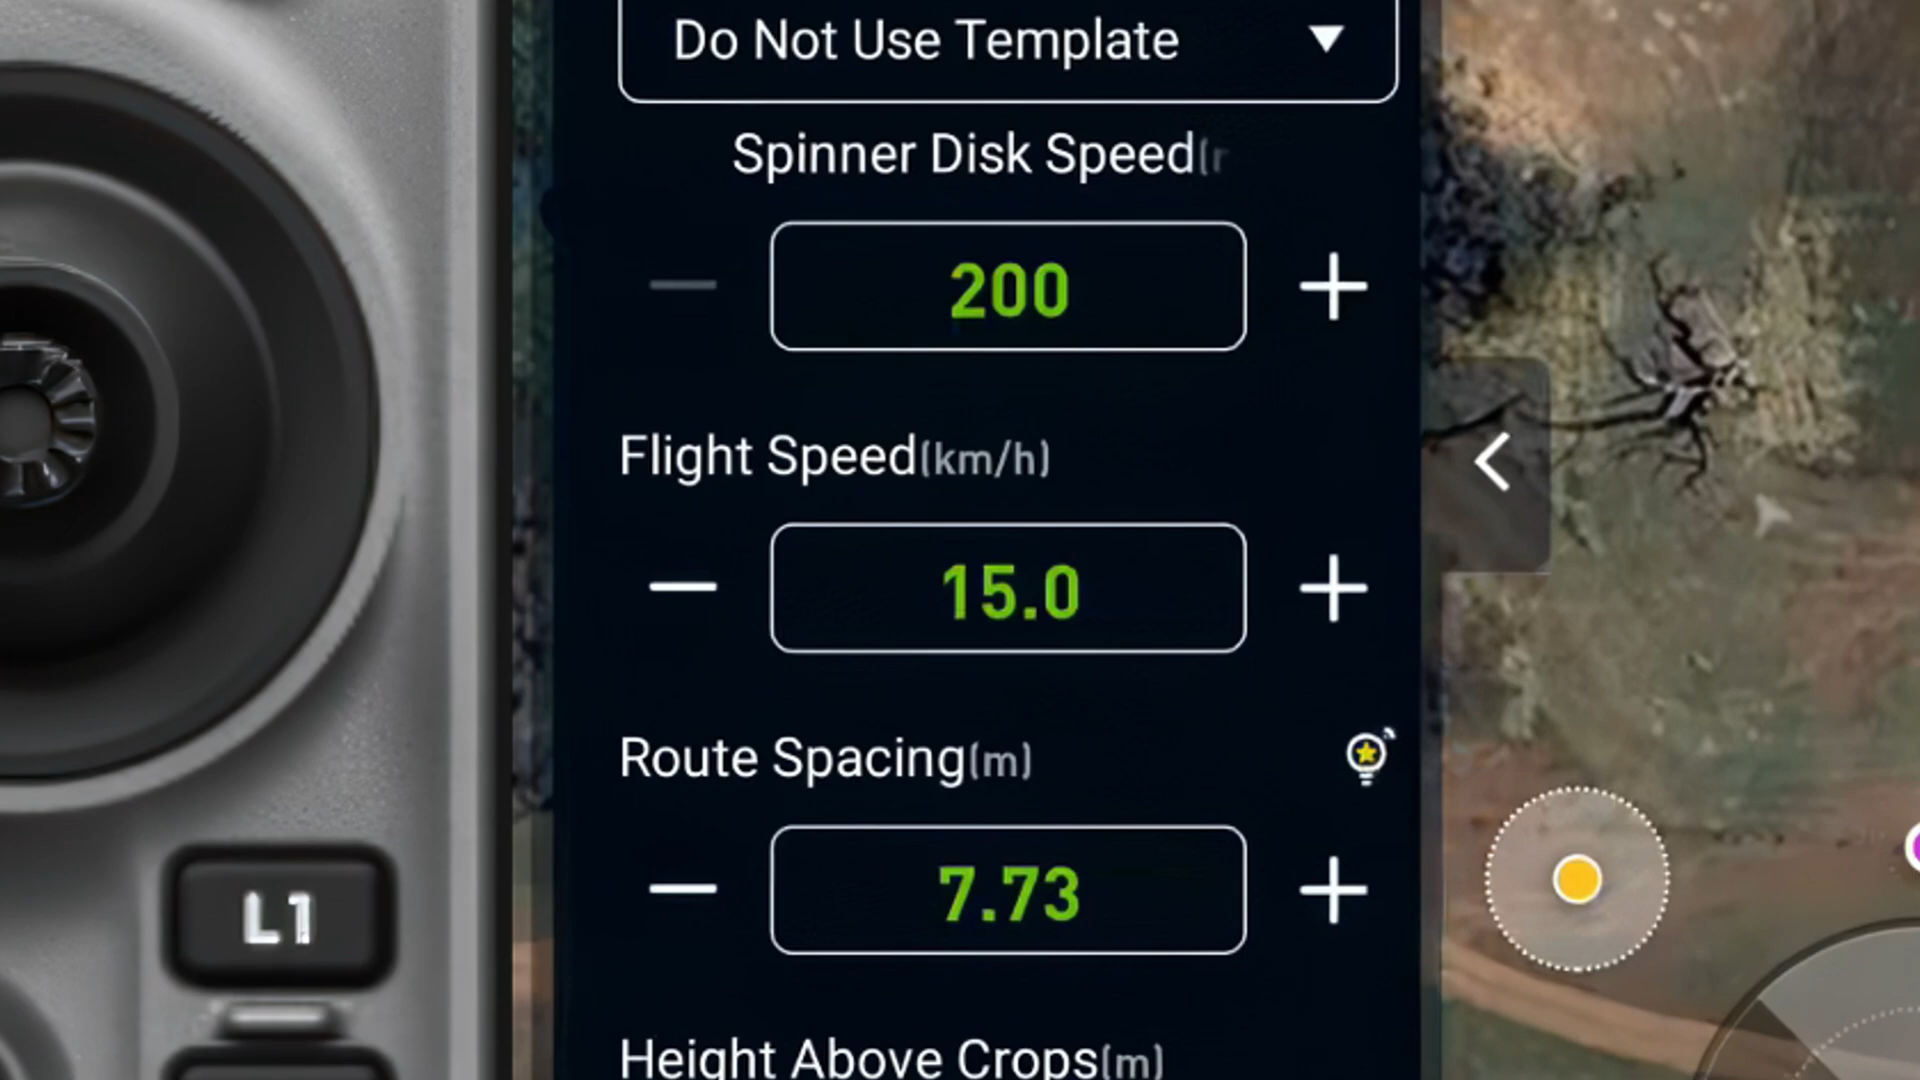 Do Not Use Template
Spinner Disk Speed(r
200
Flight Speed(km/h)
15.0
Route Spacing(m)
7.73
L1
Height Above Crops(m)